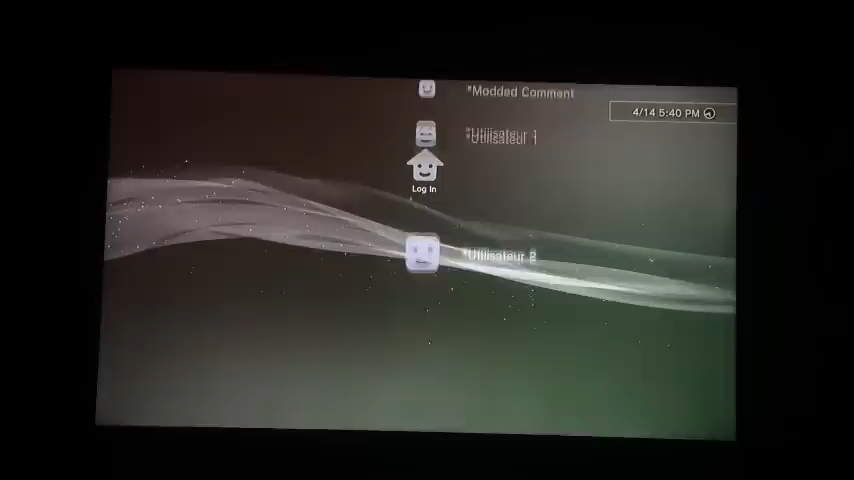 *Modded Comment
4/14 5:40 PM
*Utilisateur 1
Log In
*Utilisateur 2